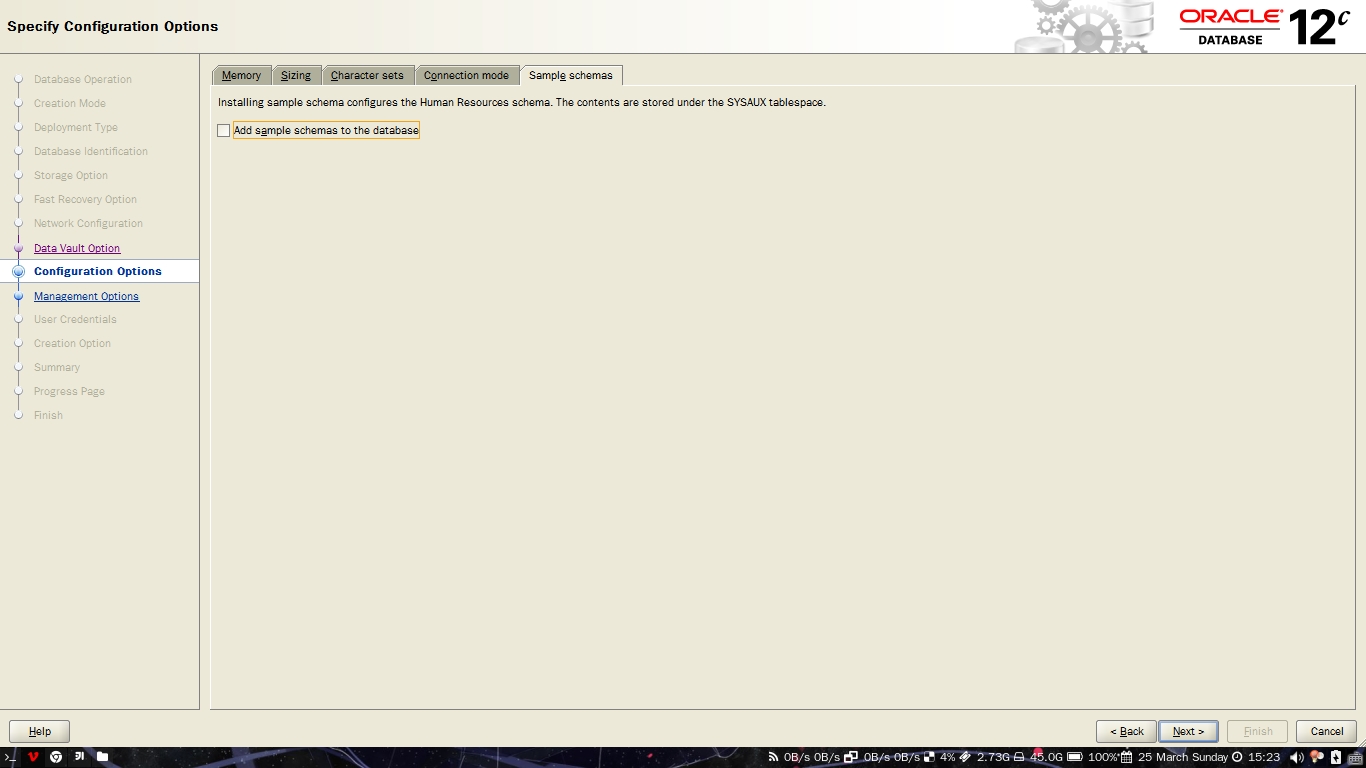 Specify Configuration Options
ORACLE
DATABASE
12c
Database Operation
Creation Mode
Deployment Type
Database Identification
Storage Option
Fast Recovery Option
Network Configuration
Data Vault Option
Configuration Options
Management Options
User Credentials
Creation Option
Summary
Progress Page
Finish
Memory Sizing Character sets Connection mode Sample schemas
Installing sample schema configures the Human Resources schema. The contents are stored under the SYSAUX tablespace.
Add sample schemas to the database
Help < Back Next > Finish Cancel
0B/s 0B/s 0B/s 0B/s 4% 2.73G 45.0G 100% 25 March Sunday 15:23